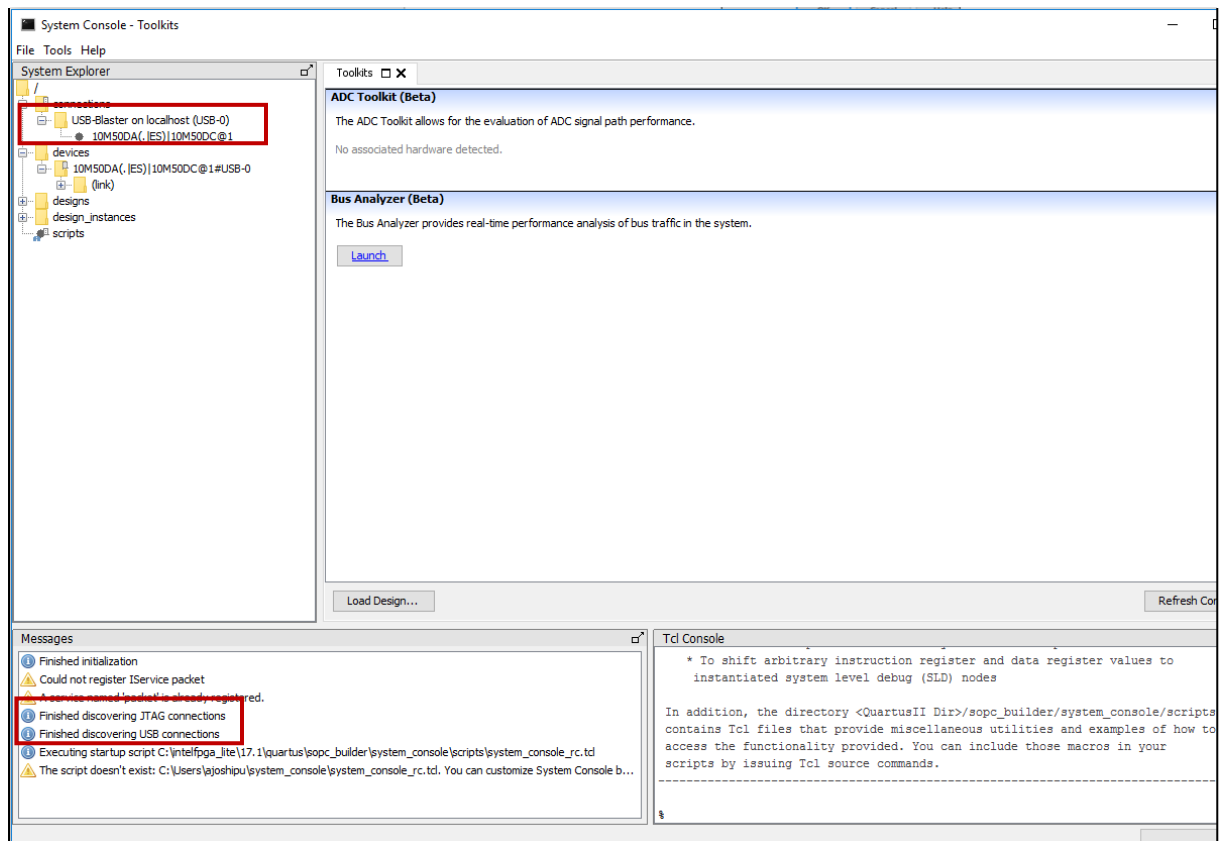 System Console - Toolkits
File Tools Help
System Explorer
/
connections
USB-Blaster on localhost (USB-0)
10M50DA(.|ES)|10M50DC@1
devices
10M50DA(.|ES)|10M50DC@1#USB-0
(link)
designs
design_instances
scripts
Toolkits
ADC Toolkit (Beta)
The ADC Toolkit allows for the evaluation of ADC signal path performance.
No associated hardware detected.
Bus Analyzer (Beta)
The Bus Analyzer provides real-time performance analysis of bus traffic in the system.
Launch
Load Design...
Refresh Con
Messages
Finished initialization
Could not register IService packet
A service named 'packet' is already registered.
Finished discovering JTAG connections
Finished discovering USB connections
Executing startup script C:\intelfpga_lite\17.1\quartus\sopc_builder\system_console\scripts\system_console_rc.tcl
The script doesn't exist: C:\Users\ajoshipu\system_console\system_console_rc.tcl. You can customize System Console b...
Tcl Console
* To shift arbitrary instruction register and data register values to
instantiated system level debug (SLD) nodes
In addition, the directory <QuartusII Dir>/sopc_builder/system_console/scripts
contains Tcl files that provide miscellaneous utilities and examples of how to
access the functionality provided. You can include those macros in your
scripts by issuing Tcl source commands.
-----------------------------------------------------------------------------
%